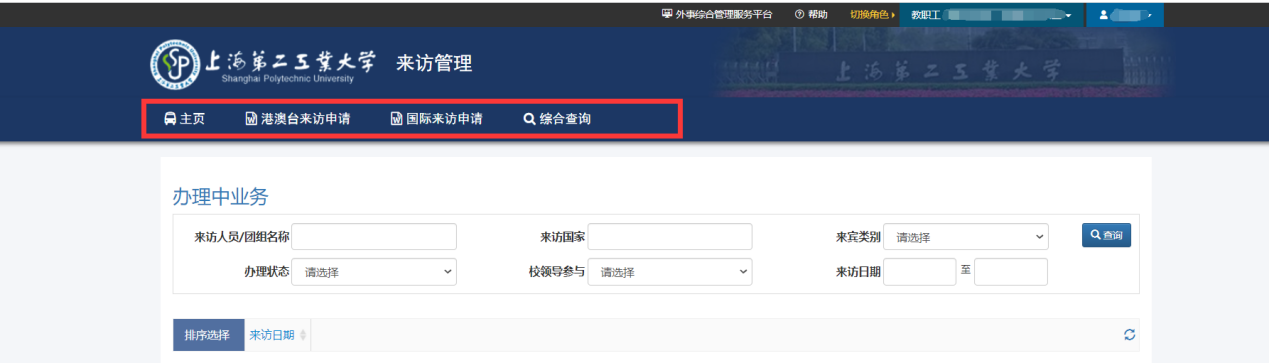 外事综合管理服务平台 帮助 切换角色 教职工
上海第二工业大学 来访管理 上海第二工业大学
Shanghai Polytechnic University
主页 港澳台来访申请 国际来访申请 综合查询
办理中业务
来访人员/团组名称 来访国家 来宾类别 请选择 查询
办理状态 请选择 校领导参与 请选择 来访日期 至
排序选择 来访日期